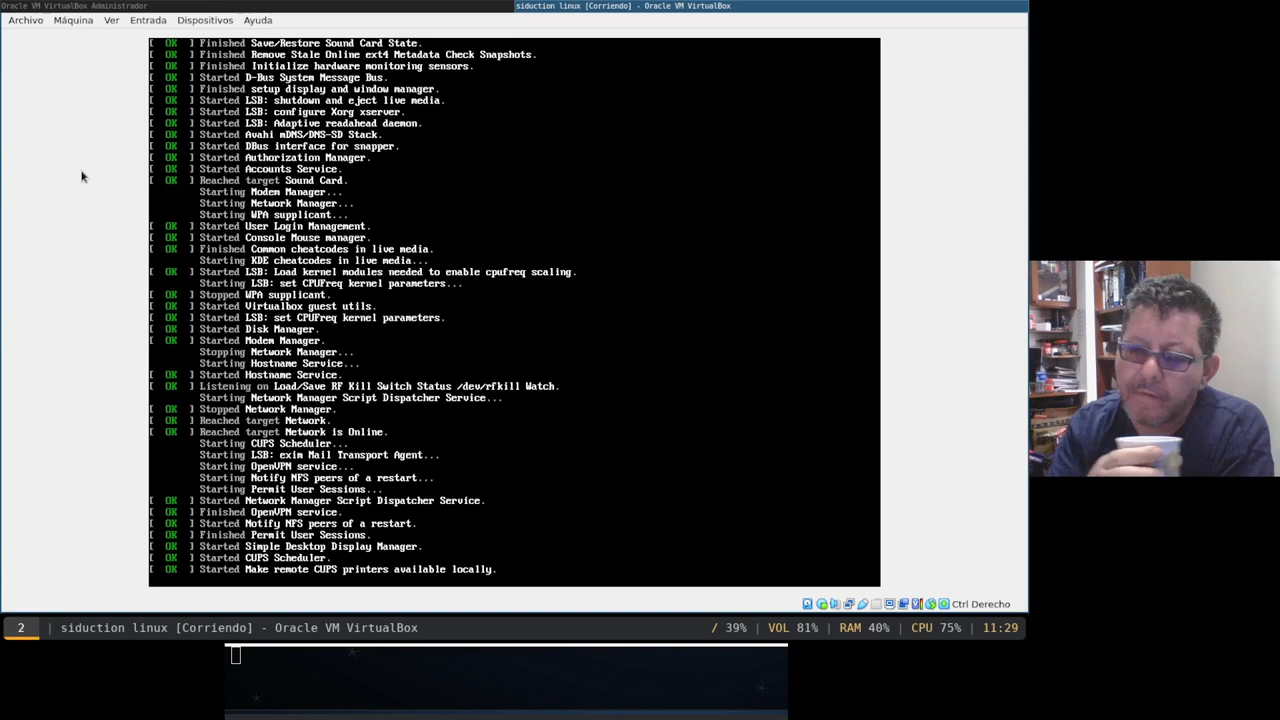 Oracle VM VirtualBox Administrador
siduction linux [Corriendo] - Oracle VM VirtualBox
Archivo Máquina Ver Entrada Dispositivos Ayuda
[ OK ] Finished Save/Restore Sound Card State.
[ OK ] Finished Remove Stale Online ext4 Metadata Check Snapshots.
[ OK ] Finished Initialize hardware monitoring sensors.
[ OK ] Started D-Bus System Message Bus.
[ OK ] Finished setup display and window manager.
[ OK ] Started LSB: shutdown and eject live media.
[ OK ] Started LSB: configure Xorg xserver.
[ OK ] Started LSB: Adaptive readahead daemon.
[ OK ] Started Avahi mDNS/DNS-SD Stack.
[ OK ] Started DBus interface for snapper.
[ OK ] Started Authorization Manager.
[ OK ] Started Accounts Service.
[ OK ] Reached target Sound Card.
Starting Modem Manager...
Starting Network Manager...
Starting WPA supplicant...
[ OK ] Started User Login Management.
[ OK ] Started Console Mouse manager.
[ OK ] Finished Common cheatcodes in live media.
Starting KDE cheatcodes in live media...
[ OK ] Started LSB: Load kernel modules needed to enable cpufreq scaling.
Starting LSB: set CPUFreq kernel parameters...
[ OK ] Stopped WPA supplicant.
[ OK ] Started Virtualbox guest utils.
[ OK ] Started LSB: set CPUFreq kernel parameters.
[ OK ] Started Disk Manager.
[ OK ] Started Modem Manager.
Stopping Network Manager...
Starting Hostname Service...
[ OK ] Started Hostname Service.
[ OK ] Listening on Load/Save RF Kill Switch Status /dev/rfkill Watch.
Starting Network Manager Script Dispatcher Service...
[ OK ] Stopped Network Manager.
[ OK ] Reached target Network.
[ OK ] Reached target Network is Online.
Starting CUPS Scheduler...
Starting LSB: exim Mail Transport Agent...
Starting OpenVPN service...
Starting Notify NFS peers of a restart...
Starting Permit User Sessions...
[ OK ] Started Network Manager Script Dispatcher Service.
[ OK ] Finished OpenVPN service.
[ OK ] Started Notify NFS peers of a restart.
[ OK ] Finished Permit User Sessions.
[ OK ] Started Simple Desktop Display Manager.
[ OK ] Started CUPS Scheduler.
[ OK ] Started Make remote CUPS printers available locally.
Ctrl Derecho
2 | siduction linux [Corriendo] - Oracle VM VirtualBox / 39% | VOL 81% | RAM 40% | CPU 75% | 11:29